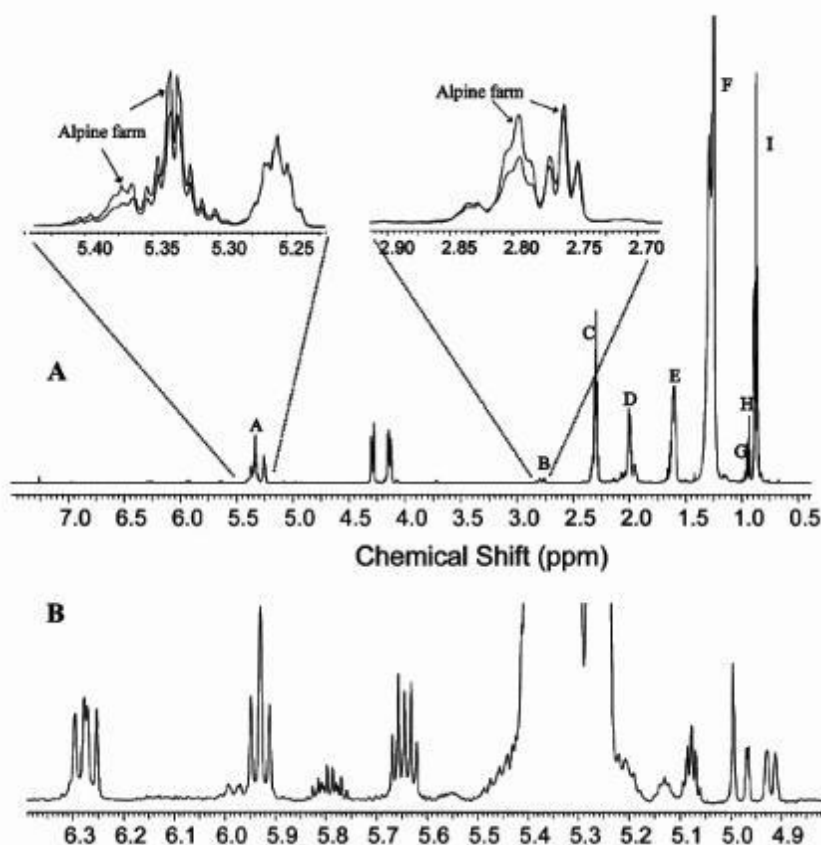 Alpine farm
Alpine farm
5.40 5.35 5.30 5.25
2.90 2.85 2.80 2.75 2.70
F
I
C
A
E
D
H
A
B
G
7.0 6.5 6.0 5.5 5.0 4.5 4.0 3.5 3.0 2.5 2.0 1.5 1.0 0.5
Chemical Shift (ppm)
B
6.3 6.2 6.1 6.0 5.9 5.8 5.7 5.6 5.5 5.4 5.3 5.2 5.1 5.0 4.9